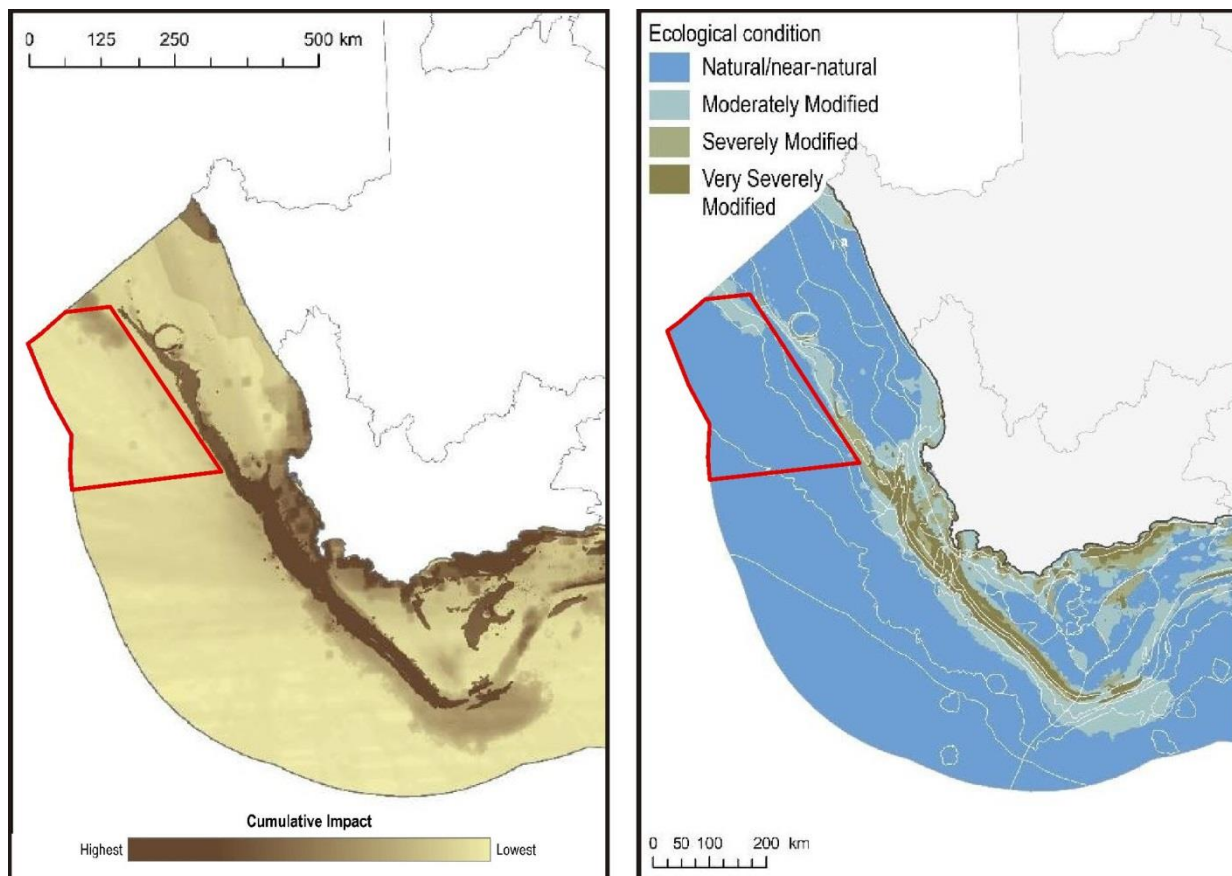 0 125 250 500 km
Cumulative Impact
Highest Lowest
Ecological condition
Natural/near-natural
Moderately Modified
Severely Modified
Very Severely
Modified
a
0 50 100 200 km